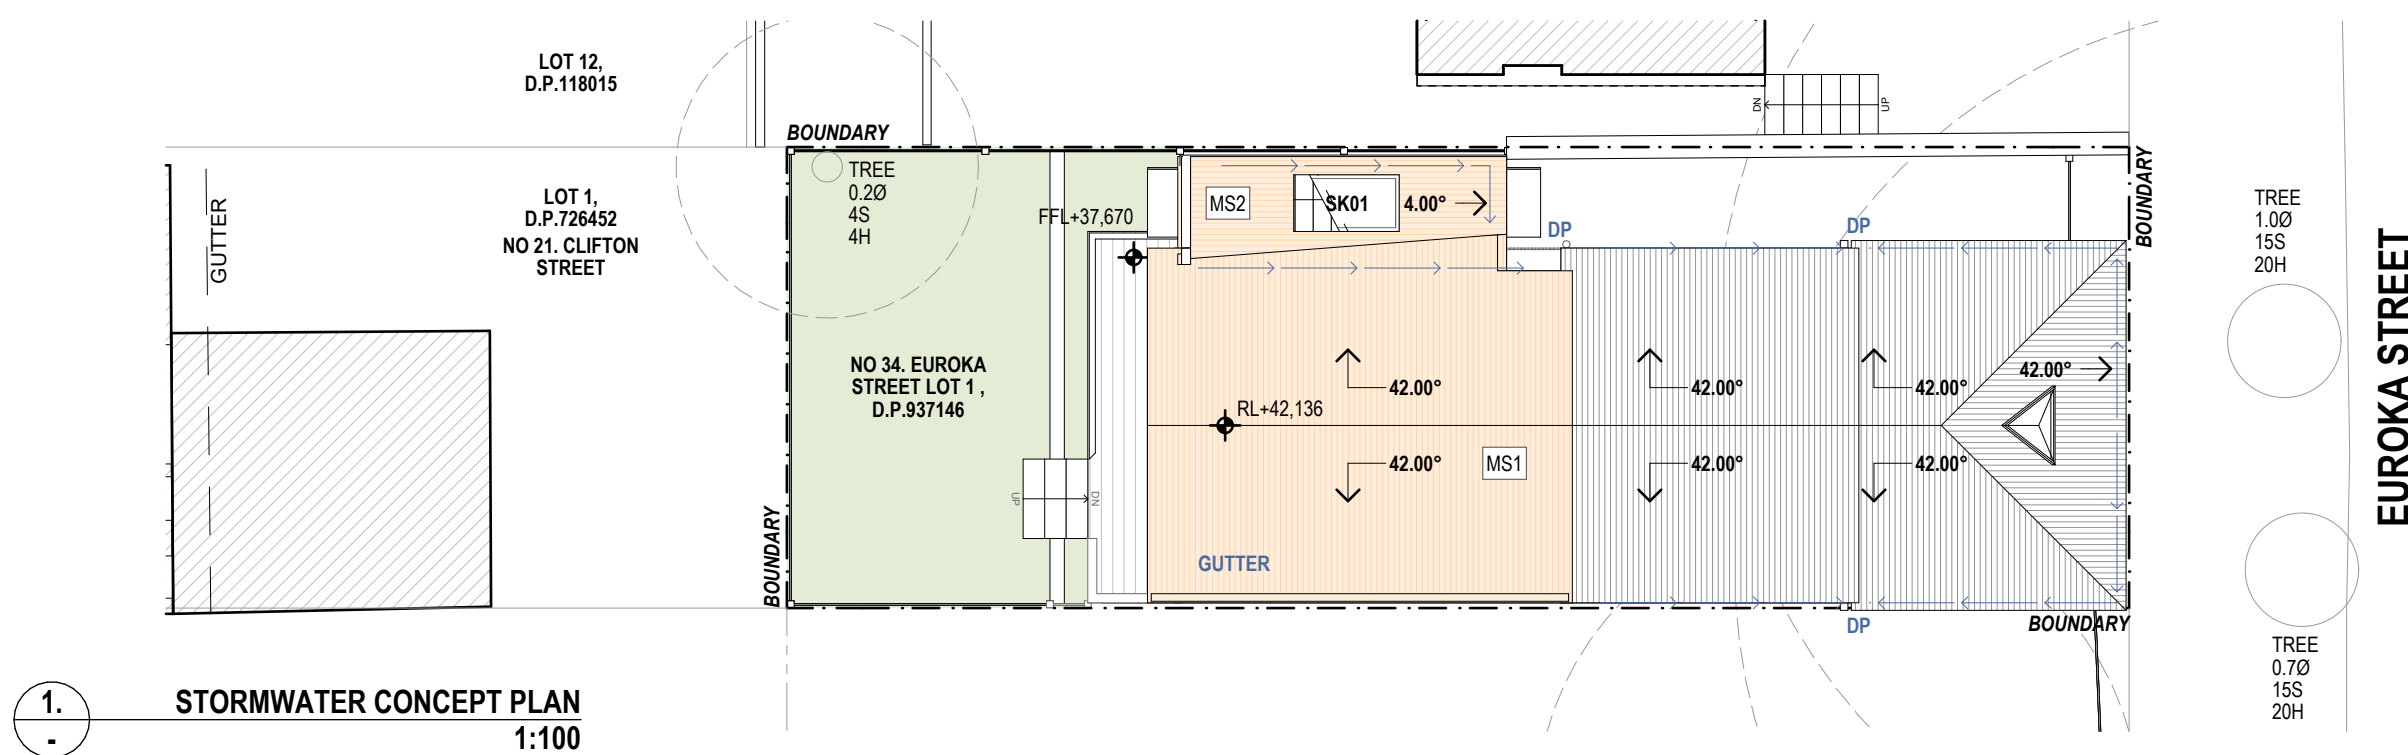 LOT 12,
D.P.118015
BOUNDARY
TREE
0.2Ø
4S
4H
GUTTER
LOT 1,
D.P.726452
NO 21. CLIFTON
STREET
FFL+37,670
MS2
SK01
4.00°
DN
UP
DP
DP
BOUNDARY
TREE
1.0Ø
15S
20H
EUROKA STREET
NO 34. EUROKA
STREET LOT 1 ,
D.P.937146
42.00°
42.00°
42.00°
42.00°
RL+42,136
MS1
42.00°
42.00°
42.00°
UP
DN
BOUNDARY
GUTTER
DP
BOUNDARY
TREE
0.7Ø
15S
20H
1.
-
STORMWATER CONCEPT PLAN
1:100